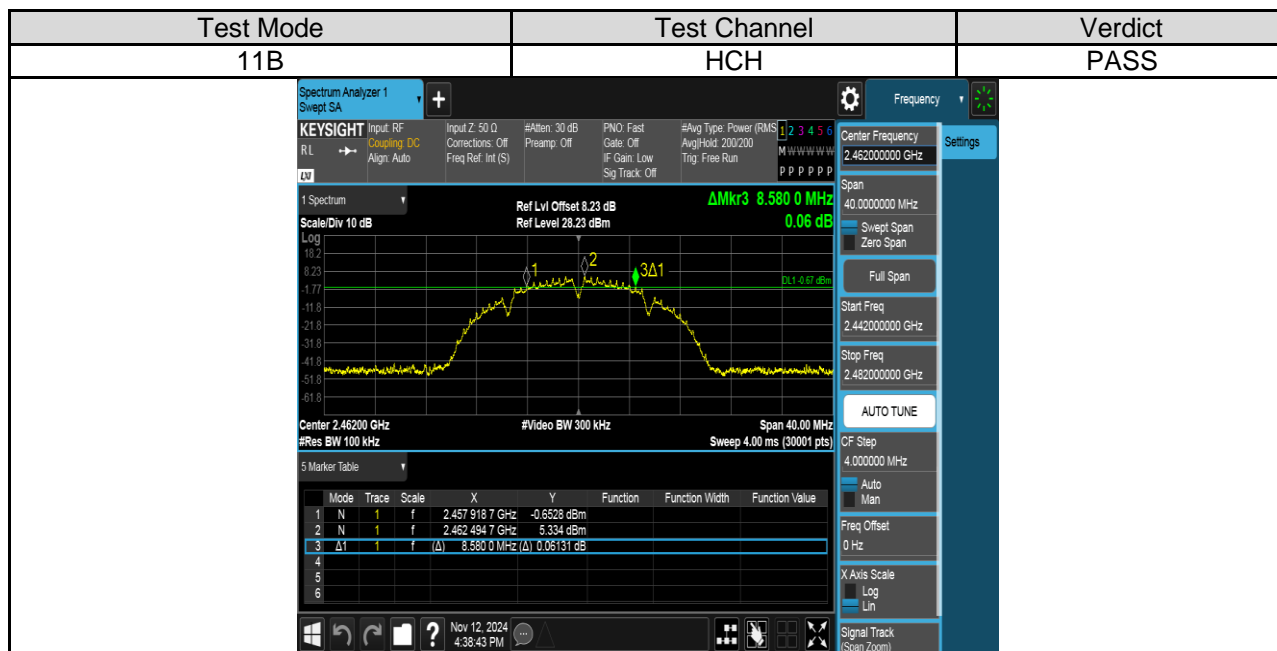 Test Mode Test Channel Verdict
11B HCH PASS
Spectrum Analyzer 1
Swept SA
+
Frequency
KEYSIGHT Input: RF Input Z: 50 Ω #Atten: 30 dB PNO: Fast #Avg Type: Power (RMS 1 2 3 4 5 6
RL Coupling: DC Corrections: Off Preamp: Off Gate: Off Avg|Hold: 200/200 M W W W W W
Align: Auto Freq Ref: Int (S) IF Gain: Low Trig: Free Run
LXI Sig Track: Off P P P P P P
Center Frequency
2.462000000 GHz
Settings
1 Spectrum
Ref Lvl Offset 8.23 dB ΔMkr3 8.580 0 MHz
Scale/Div 10 dB Ref Level 28.23 dBm 0.06 dB
Log
18.2
8.23
-1.77
-11.8
-21.8
-31.8
-41.8
-51.8
-61.8
1
2
3Δ1
DL1 -0.67 dBm
Center 2.46200 GHz #Video BW 300 kHz Span 40.00 MHz
#Res BW 100 kHz Sweep 4.00 ms (30001 pts)
Span
40.0000000 MHz
Swept Span
Zero Span
Full Span
Start Freq
2.442000000 GHz
Stop Freq
2.482000000 GHz
AUTO TUNE
CF Step
4.000000 MHz
Auto
Man
Freq Offset
0 Hz
X Axis Scale
Log
Lin
Signal Track
(Span Zoom)
5 Marker Table
Mode Trace Scale X Y Function Function Width Function Value
1 N 1 f 2.457 918 7 GHz -0.6528 dBm
2 N 1 f 2.462 494 7 GHz 5.334 dBm
3 Δ1 1 f (Δ) 8.580 0 MHz (Δ) 0.06131 dB
4
5
6
? Nov 12, 2024
4:38:43 PM